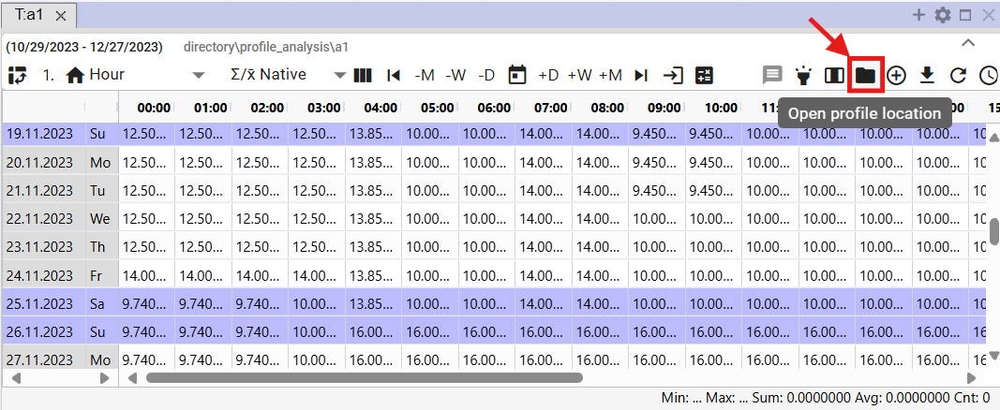 T:a1
(10/29/2023 - 12/27/2023) directory\profile_analysis\a1
1. Hour Σ/x̄ Native -M -W -D +D +W +M
Open profile location
00:00 01:00 02:00 03:00 04:00 05:00 06:00 07:00 08:00 09:00 10:00 11:
19.11.2023 Su 12.50... 12.50... 12.50... 12.50... 13.85... 10.00... 10.00... 14.00... 14.00... 9.450... 9.450... 10.00... 10.00... 10.00... 10.00... 10
20.11.2023 Mo 12.50... 12.50... 12.50... 12.50... 13.85... 10.00... 10.00... 14.00... 14.00... 9.450... 9.450... 10.00... 10.00... 10.00... 10.00... 10
21.11.2023 Tu 12.50... 12.50... 12.50... 12.50... 13.85... 10.00... 10.00... 14.00... 14.00... 9.450... 9.450... 10.00... 10.00... 10.00... 10.00... 10
22.11.2023 We 12.50... 12.50... 12.50... 12.50... 13.85... 10.00... 10.00... 14.00... 14.00... 10.00... 10.00... 10.00... 10.00... 10.00... 10.00... 10
23.11.2023 Th 12.50... 12.50... 12.50... 12.50... 13.85... 10.00... 10.00... 14.00... 14.00... 10.00... 10.00... 10.00... 10.00... 10.00... 10.00... 10
24.11.2023 Fr 14.00... 14.00... 14.00... 14.00... 13.85... 10.00... 10.00... 14.00... 14.00... 10.00... 10.00... 10.00... 10.00... 10.00... 10.00... 10
25.11.2023 Sa 9.740... 9.740... 9.740... 10.00... 13.85... 10.00... 10.00... 14.00... 14.00... 10.00... 10.00... 10.00... 10.00... 10.00... 10.00... 10
26.11.2023 Su 9.740... 9.740... 9.740... 10.00... 16.00... 16.00... 16.00... 16.00... 16.00... 16.00... 16.00... 16.00... 16.00... 16.00... 16.00... 16
27.11.2023 Mo 9.740... 9.740... 9.740... 10.00... 16.00... 16.00... 16.00... 16.00... 16.00... 16.00... 16.00... 16.00... 16.00... 16.00... 16.00... 16
Min: ... Max: ... Sum: 0.0000000 Avg: 0.0000000 Cnt: 0